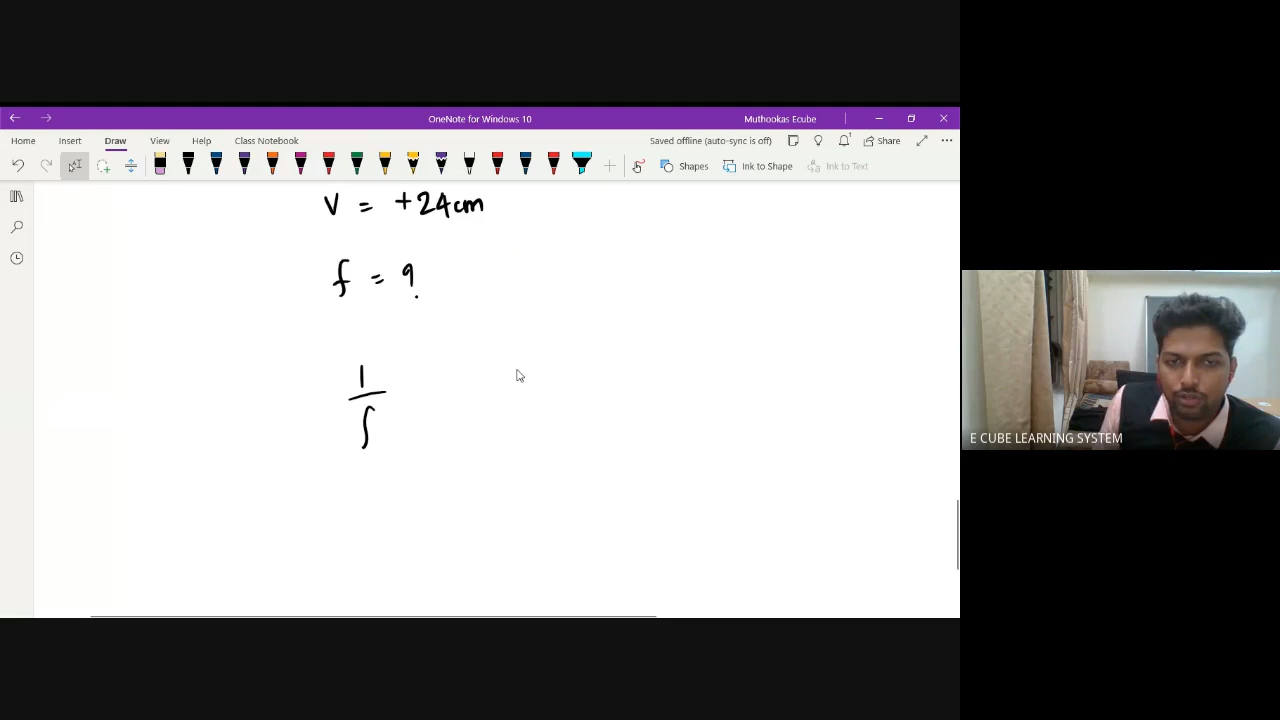 OneNote for Windows 10
Muthookas Ecube
Home Insert Draw View Help Class Notebook
Saved offline (auto-sync is off)
Share
Shapes
Ink to Shape
Ink to Text
V = +24cm
f = ?
1
f
E CUBE LEARNING SYSTEM